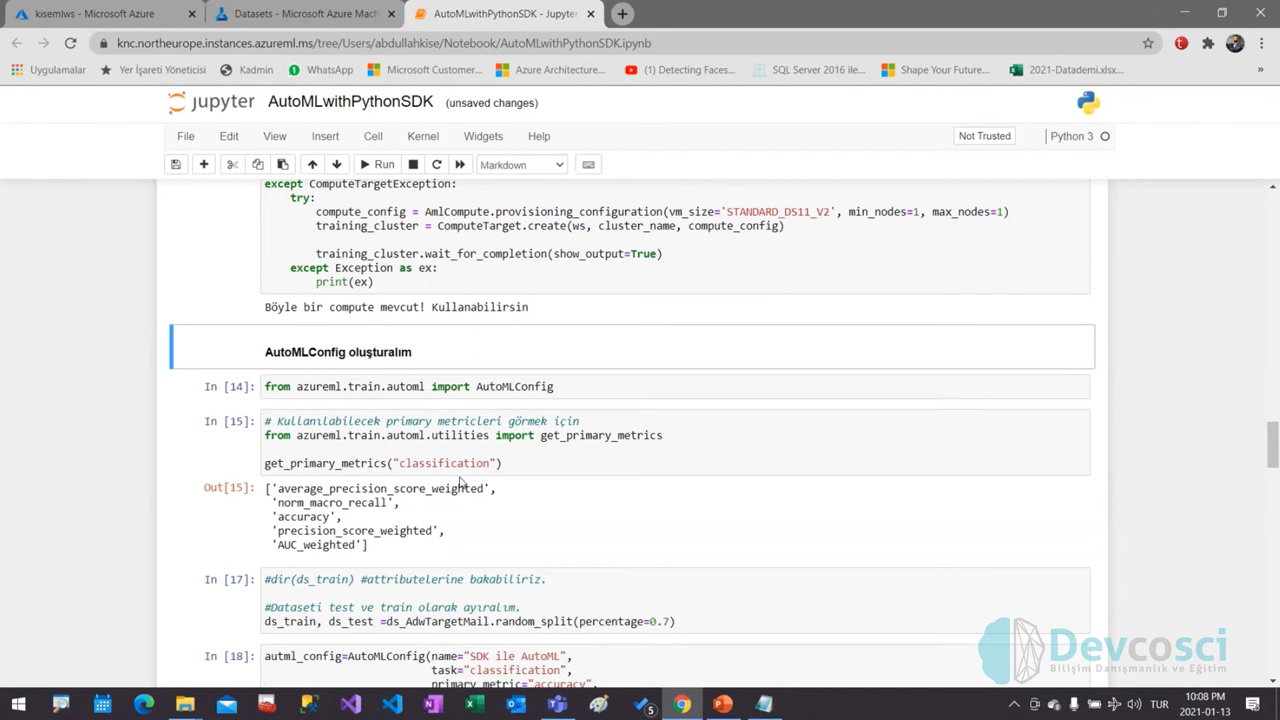 kisemlws - Microsoft Azure
Datasets - Microsoft Azure Mach
AutoMLwithPythonSDK - Jupyter
knc.northeurope.instances.azureml.ms/tree/Users/abdullahkise/Notebook/AutoMLwithPythonSDK.ipynb
Uygulamalar
Yer İşareti Yöneticisi
Kadmin
WhatsApp
Microsoft Customer...
Azure Architecture...
(1) Detecting Faces...
SQL Server 2016 ile...
Shape Your Future...
2021-Datademi.xlsx...
»
jupyter AutoMLwithPythonSDK (unsaved changes)
File Edit View Insert Cell Kernel Widgets Help
Not Trusted
Python 3
Run
Markdown
except ComputeTargetException:
try:
compute_config = AmlCompute.provisioning_configuration(vm_size='STANDARD_DS11_V2', min_nodes=1, max_nodes=1)
training_cluster = ComputeTarget.create(ws, cluster_name, compute_config)
training_cluster.wait_for_completion(show_output=True)
except Exception as ex:
print(ex)
Böyle bir compute mevcut! Kullanabilirsin
AutoMLConfig oluşturalım
In [14]: from azureml.train.automl import AutoMLConfig
In [15]: # Kullanılabilecek primary metricleri görmek için
from azureml.train.automl.utilities import get_primary_metrics
get_primary_metrics("classification")
Out[15]: ['average_precision_score_weighted',
'norm_macro_recall',
'accuracy',
'precision_score_weighted',
'AUC_weighted']
In [17]: #dir(ds_train) #attributelerine bakabiliriz.
#Dataseti test ve train olarak ayıralım.
ds_train, ds_test =ds_AdwTargetMail.random_split(percentage=0.7)
In [18]: autml_config=AutoMLConfig(name="SDK ile AutoML",
task="classification",
primary_metric="accuracy",
Devcosci
Bilişim Danışmanlık ve Eğitim
5
TUR
10:08 PM
2021-01-13